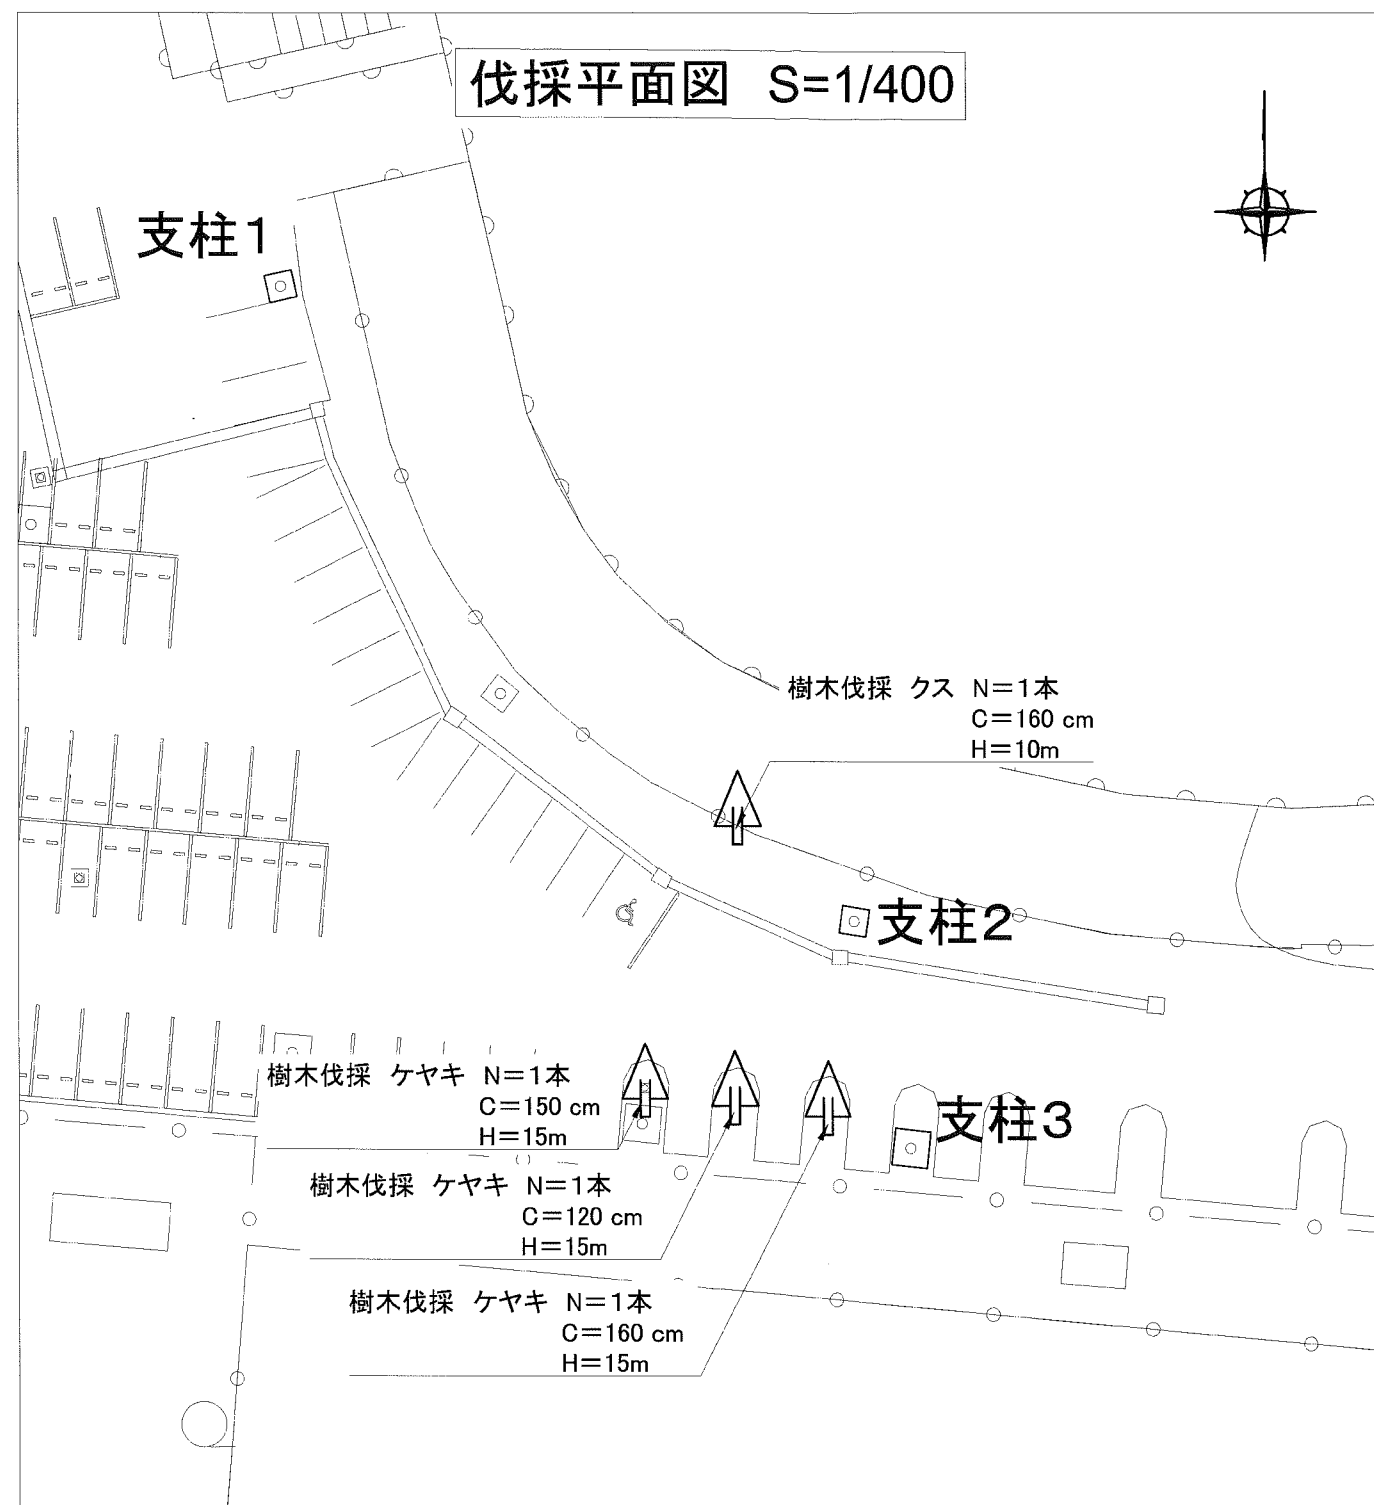 伐採平面図 S=1/400
支柱1
樹木伐採 クス N=1本
C=160 cm
H=10m
支柱2
樹木伐採 ケヤキ N=1本
C=150 cm
H=15m
支柱3
樹木伐採 ケヤキ N=1本
C=120 cm
H=15m
樹木伐採 ケヤキ N=1本
C=160 cm
H=15m